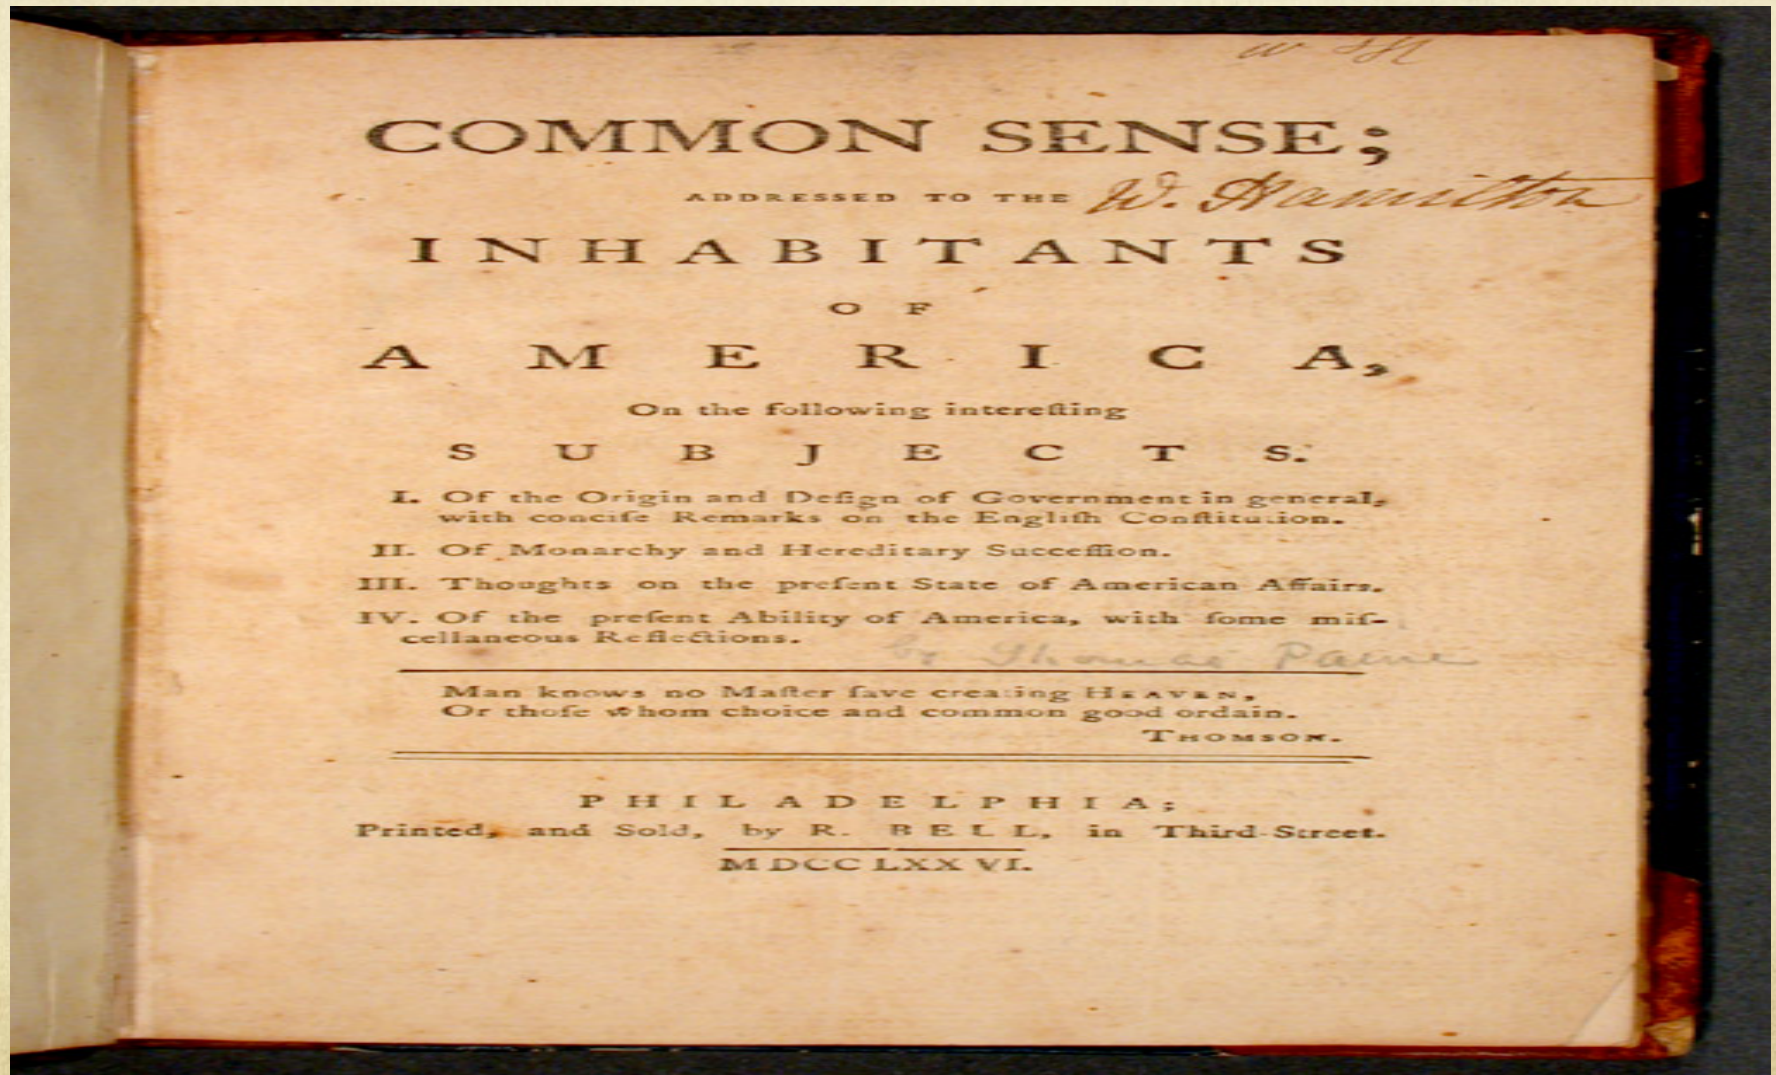 COMMON SENSE;
ADDRESSED TO THE W. Hamilton
INHABITANTS
OF
AMERICA,
On the following intereſting
SUBJECTS.
I. Of the Origin and Deſign of Government in general,
with conciſe Remarks on the Engliſh Conſtitution.
II. Of Monarchy and Hereditary Succeſſion.
III. Thoughts on the preſent State of American Affairs.
IV. Of the preſent Ability of America, with ſome miſ-
cellaneous Reflections.
by Thomas Paine
Man knows no Maſter ſave creating HEAVEN,
Or thoſe whom choice and common good ordain.
THOMSON.
PHILADELPHIA;
Printed, and Sold, by R. BELL, in Third-Street.
MDCCLXXVI.